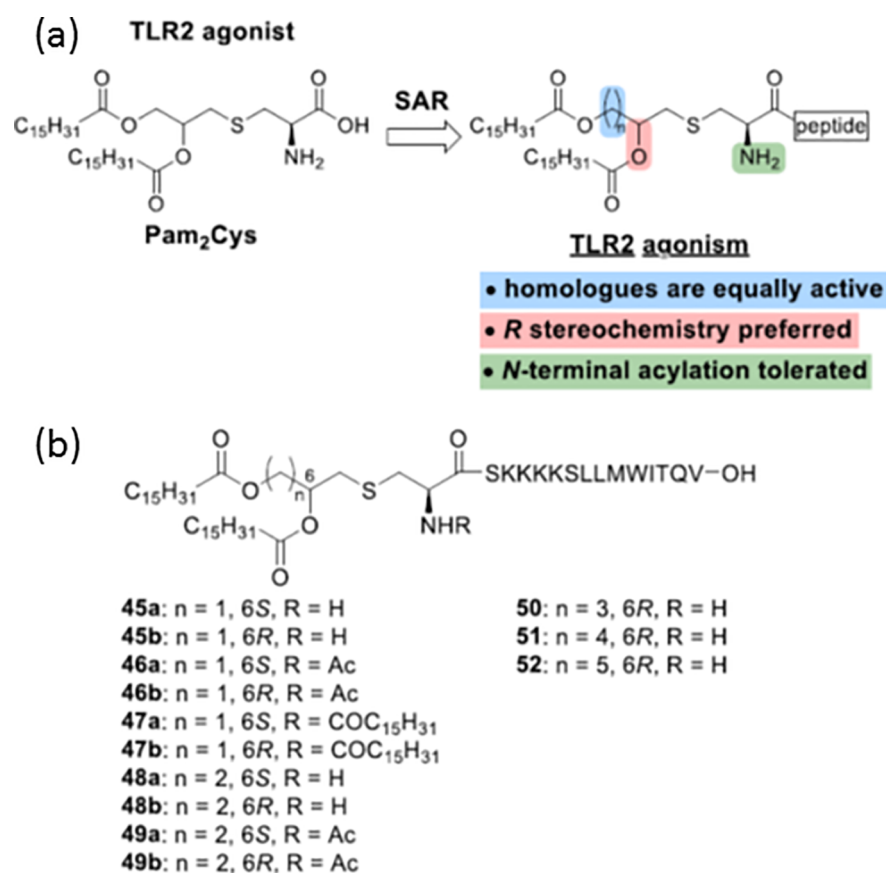 (a)
TLR2 agonist
O
O
C₁₅H₃₁
O
S
OH
C₁₅H₃₁
O
NH₂
O
Pam₂Cys
SAR
O
O
C₁₅H₃₁
O
( )n
S
peptide
C₁₅H₃₁
O
NH₂
O
TLR2 agonism
• homologues are equally active
• R stereochemistry preferred
• N-terminal acylation tolerated
(b)
O
O
C₁₅H₃₁
O
( )n
6
S
SKKKKSLLMWITQV-OH
C₁₅H₃₁
O
NHR
O
45a: n = 1, 6S, R = H
45b: n = 1, 6R, R = H
46a: n = 1, 6S, R = Ac
46b: n = 1, 6R, R = Ac
47a: n = 1, 6S, R = COC₁₅H₃₁
47b: n = 1, 6R, R = COC₁₅H₃₁
48a: n = 2, 6S, R = H
48b: n = 2, 6R, R = H
49a: n = 2, 6S, R = Ac
49b: n = 2, 6R, R = Ac
50: n = 3, 6R, R = H
51: n = 4, 6R, R = H
52: n = 5, 6R, R = H